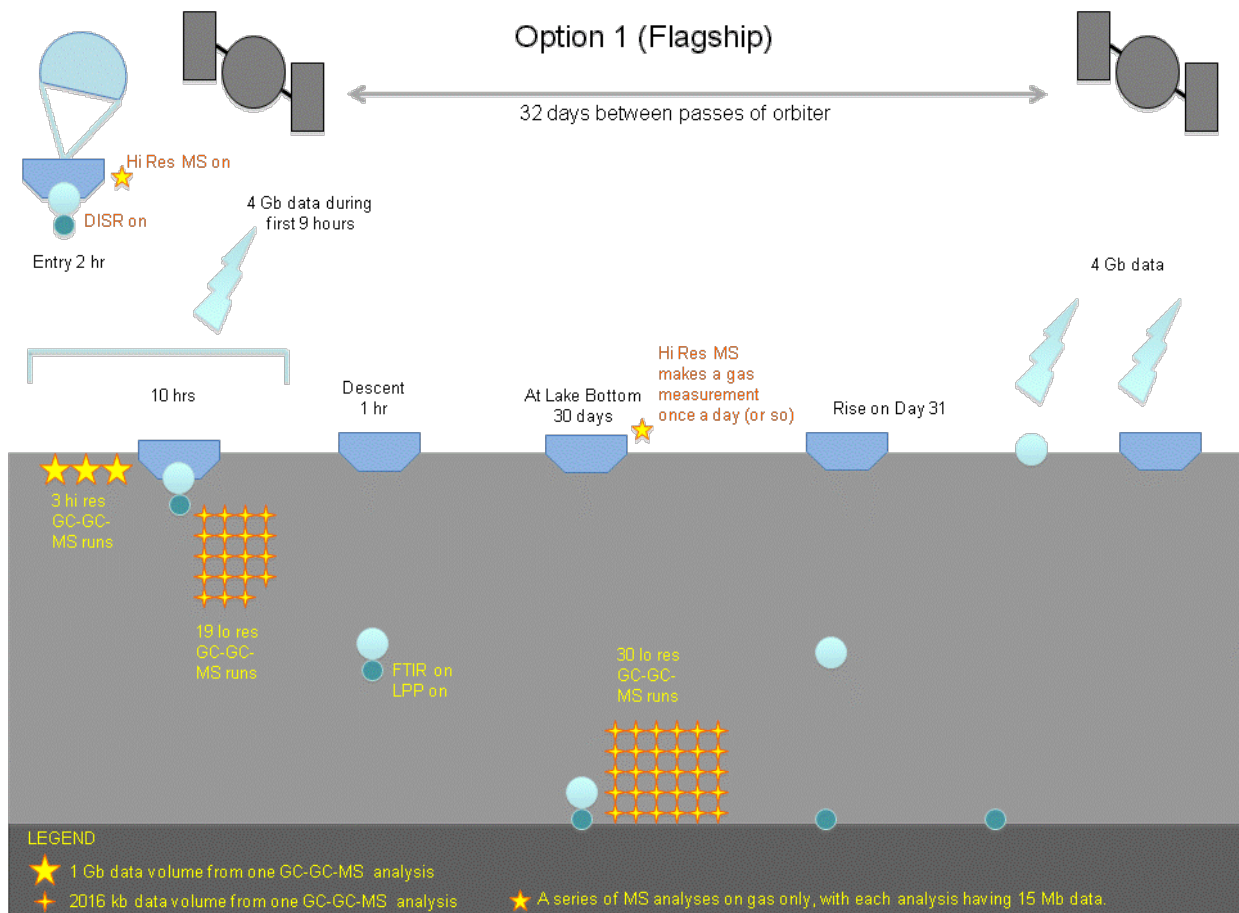 Option 1 (Flagship)
32 days between passes of orbiter
Hi Res MS on
DISR on
Entry 2 hr
4 Gb data during
first 9 hours
4 Gb data
10 hrs
Descent
1 hr
At Lake Bottom
30 days
Hi Res MS
makes a gas
measurement
once a day (or so)
Rise on Day 31
3 hi res
GC-GC-
MS runs
19 lo res
GC-GC-
MS runs
FTIR on
LPP on
30 lo res
GC-GC-
MS runs
LEGEND
1 Gb data volume from one GC-GC-MS analysis
2016 kb data volume from one GC-GC-MS analysis
A series of MS analyses on gas only, with each analysis having 15 Mb data.